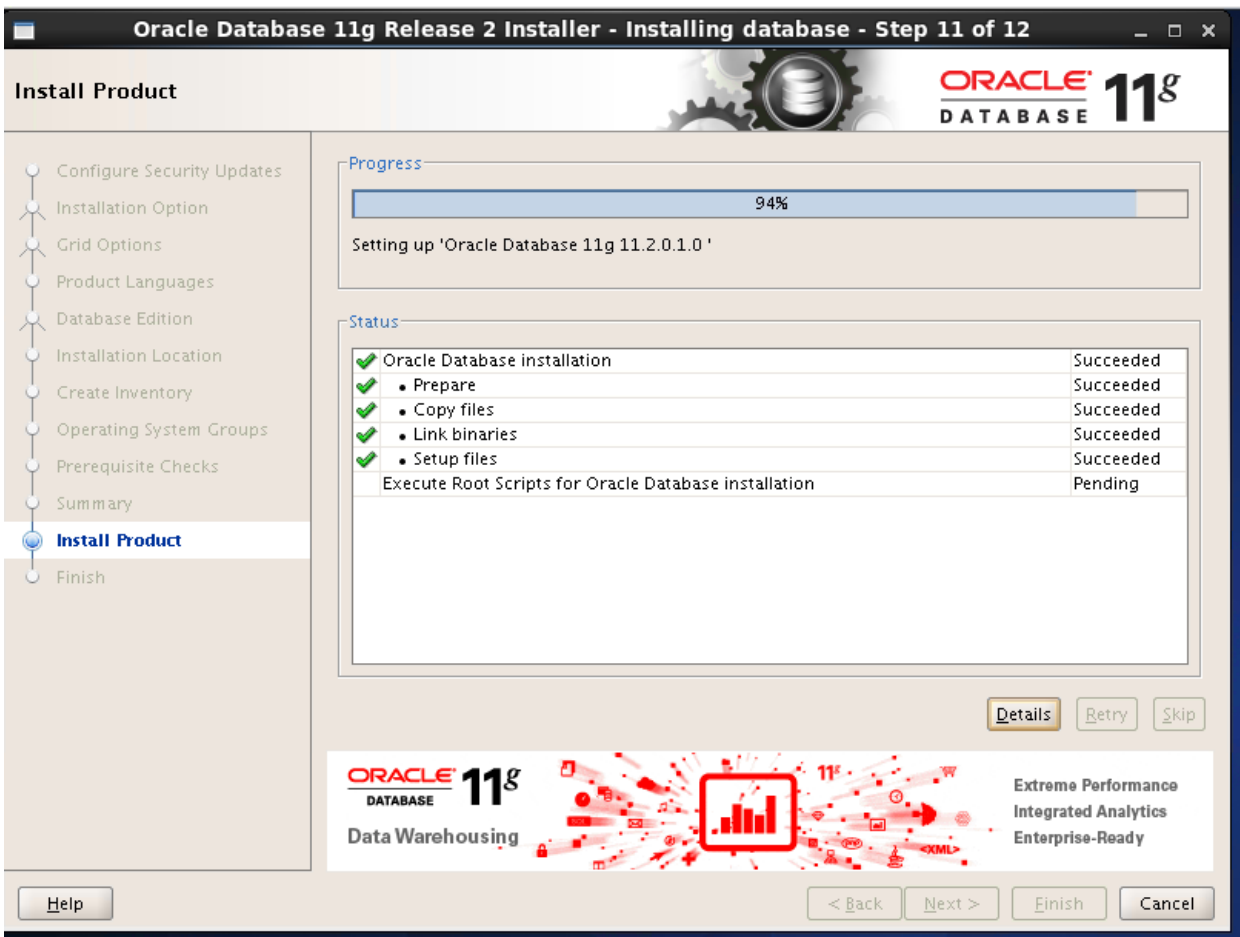 Oracle Database 11g Release 2 Installer - Installing database - Step 11 of 12
Install Product
ORACLE 11g
DATABASE
Configure Security Updates
Installation Option
Grid Options
Product Languages
Database Edition
Installation Location
Create Inventory
Operating System Groups
Prerequisite Checks
Summary
Install Product
Finish
Progress
94%
Setting up 'Oracle Database 11g 11.2.0.1.0 '
Status
Oracle Database installation Succeeded
• Prepare Succeeded
• Copy files Succeeded
• Link binaries Succeeded
• Setup files Succeeded
Execute Root Scripts for Oracle Database installation Pending
Details Retry Skip
ORACLE 11g
DATABASE
Data Warehousing
11g
php
<XML>
Extreme Performance
Integrated Analytics
Enterprise-Ready
Help < Back Next > Finish Cancel